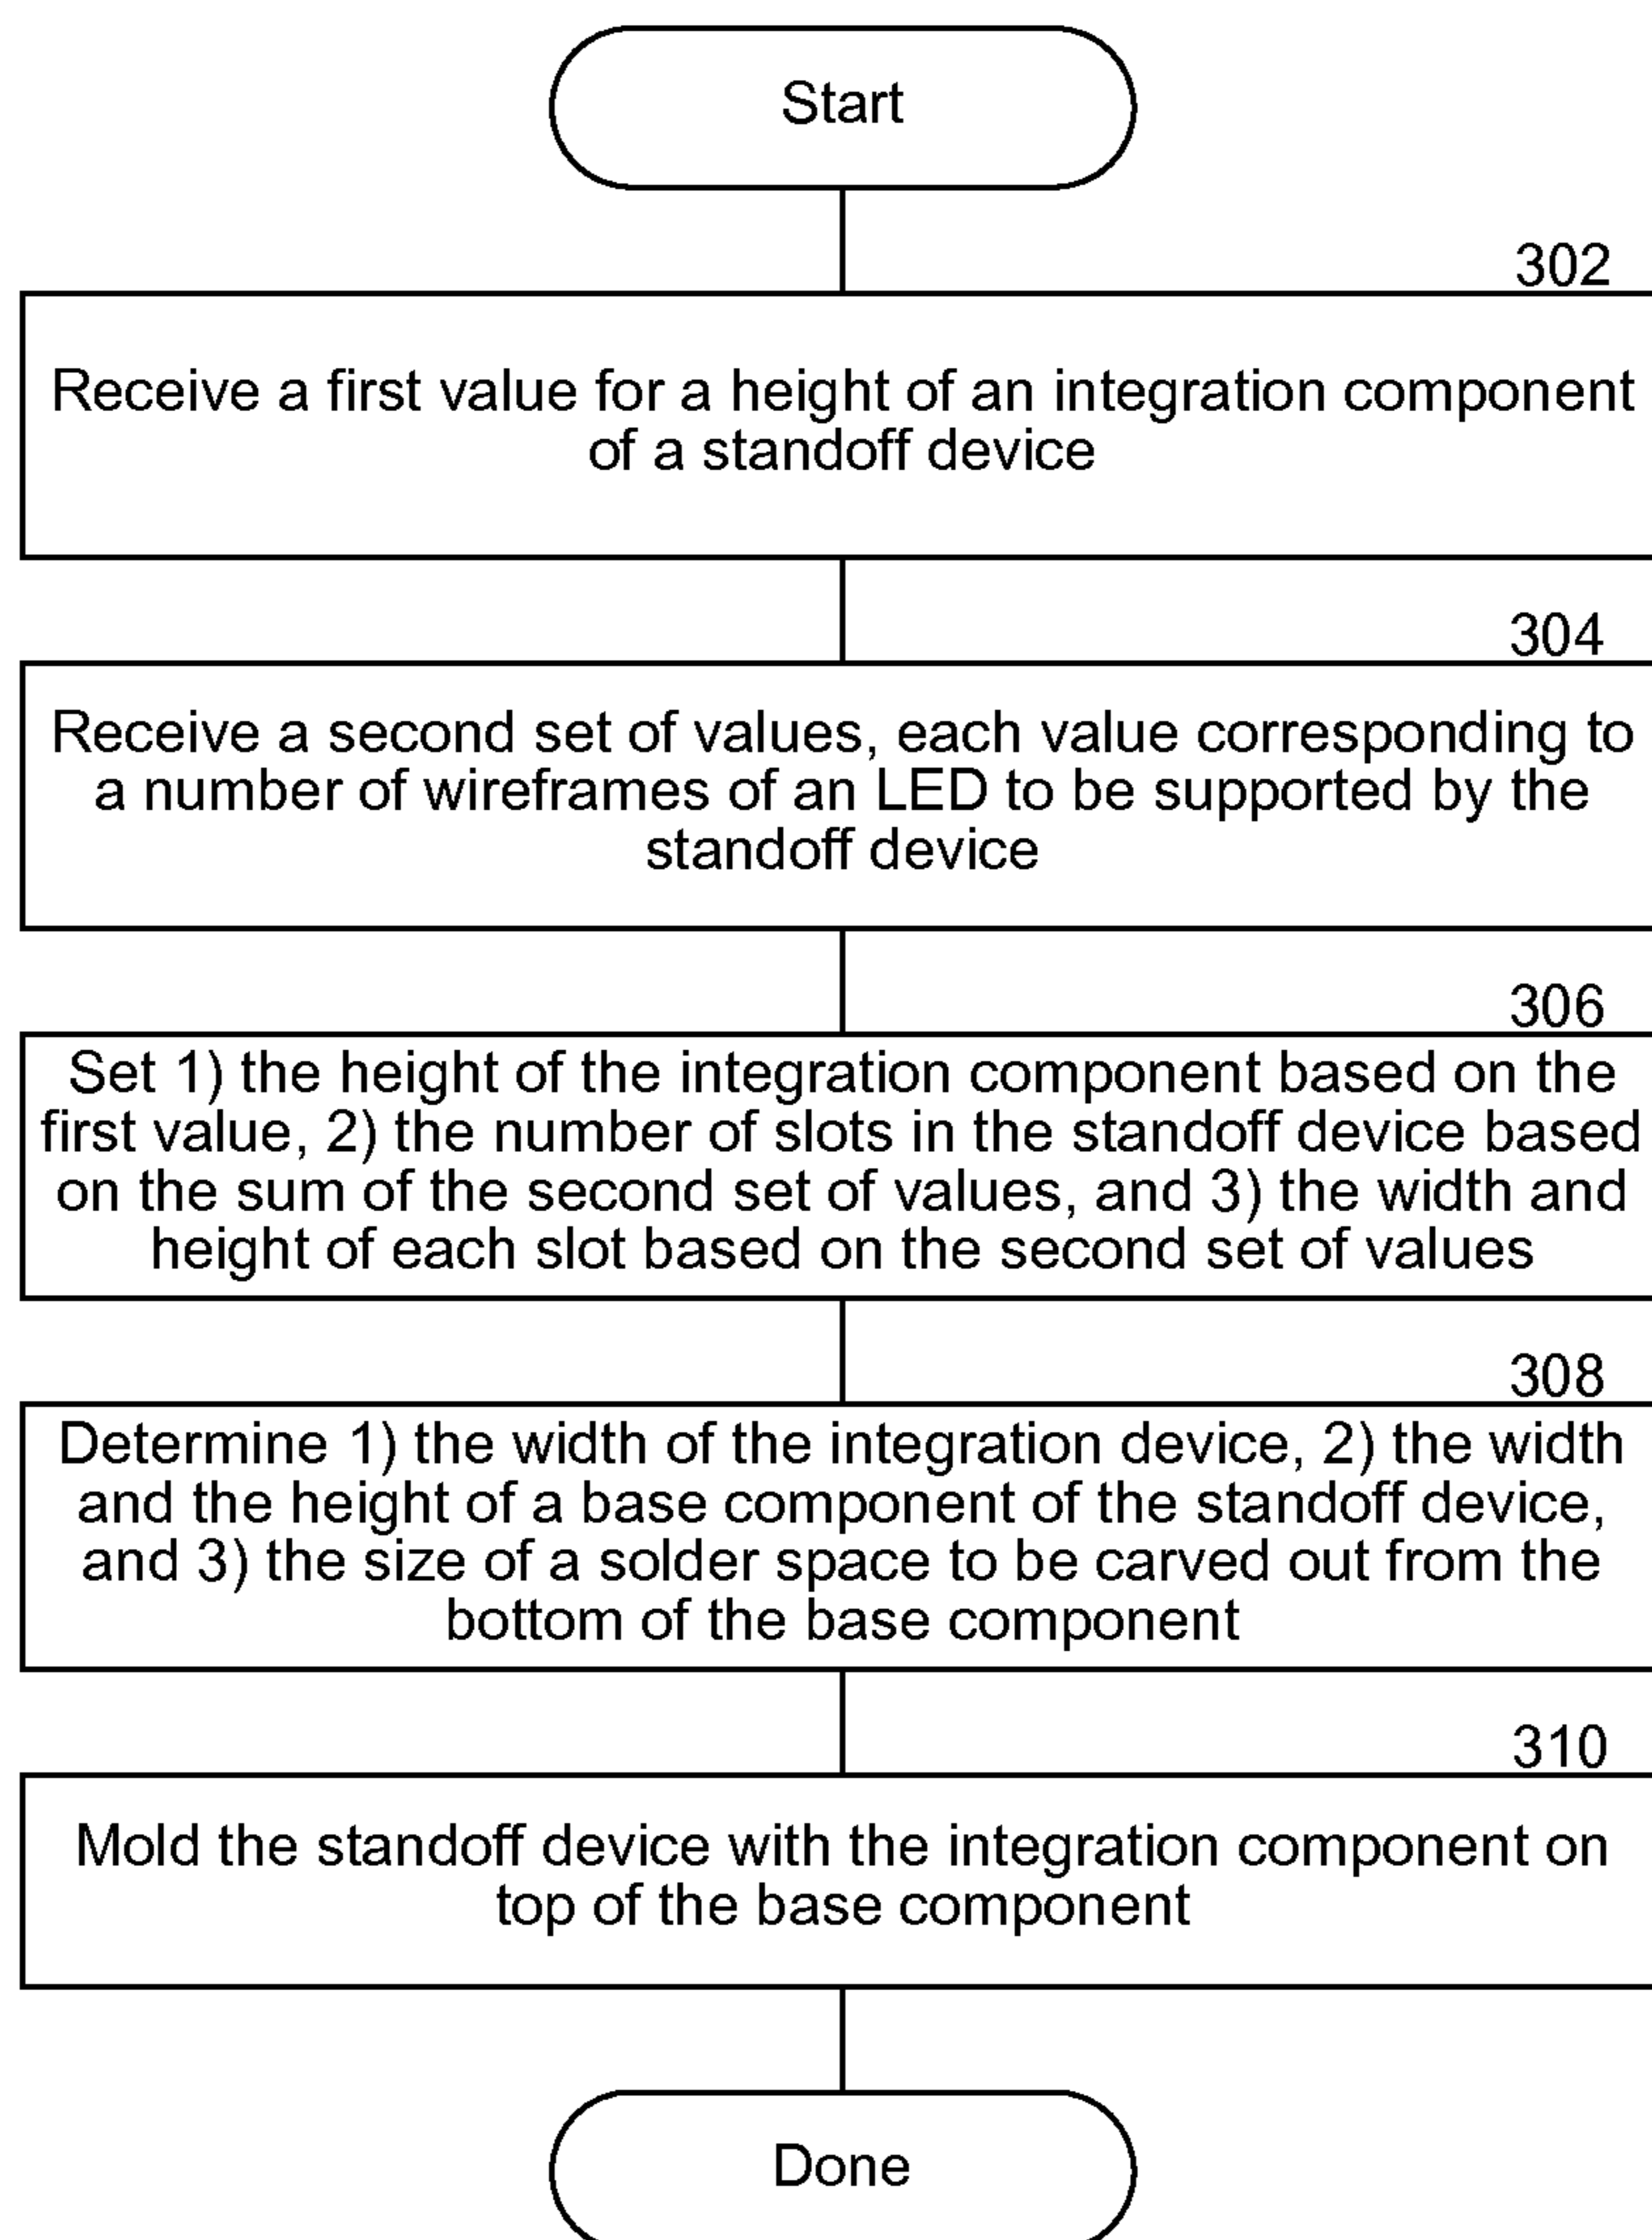 Start
302
Receive a first value for a height of an integration component
of a standoff device
304
Receive a second set of values, each value corresponding to
a number of wireframes of an LED to be supported by the
standoff device
306
Set 1) the height of the integration component based on the
first value, 2) the number of slots in the standoff device based
on the sum of the second set of values, and 3) the width and
height of each slot based on the second set of values
308
Determine 1) the width of the integration device, 2) the width
and the height of a base component of the standoff device,
and 3) the size of a solder space to be carved out from the
bottom of the base component
310
Mold the standoff device with the integration component on
top of the base component
Done